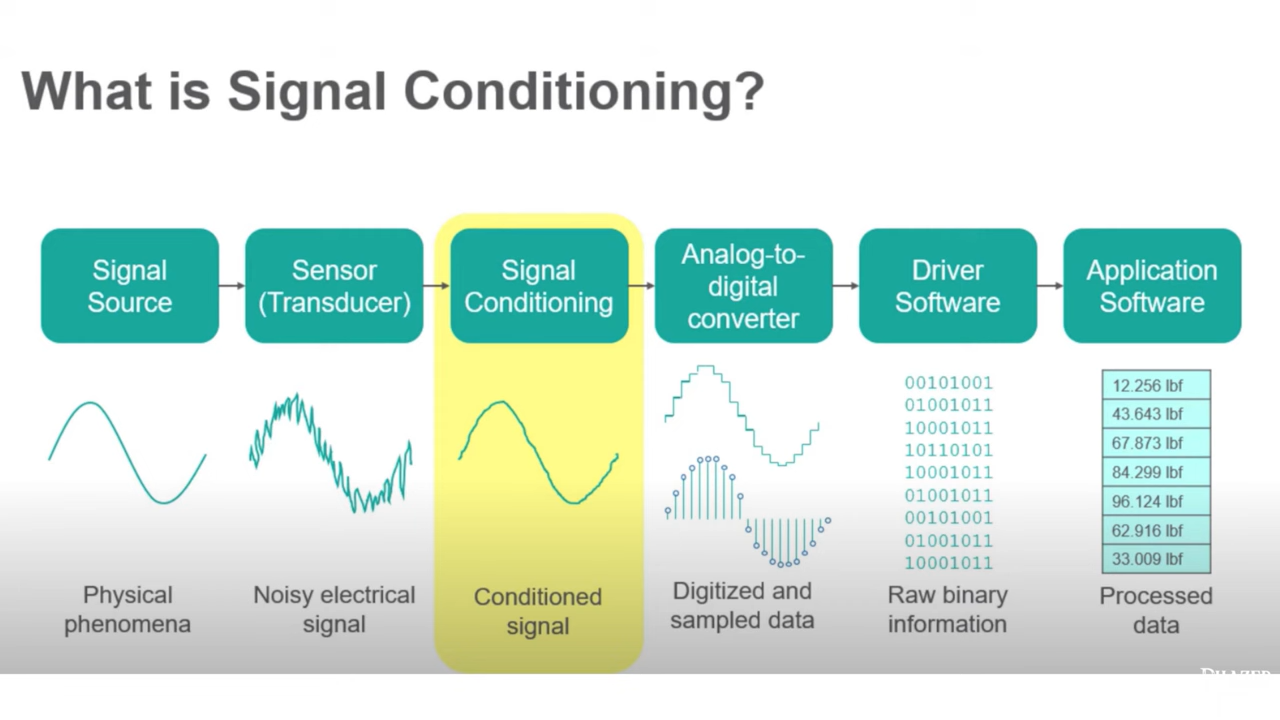 What is Signal Conditioning?
Signal
Source
Sensor
(Transducer)
Signal
Conditioning
Analog-to-
digital
converter
Driver
Software
Application
Software
00101001
01001011
10001011
10110101
10001011
01001011
00101001
01001011
10001011
12.256 lbf
43.643 lbf
67.873 lbf
84.299 lbf
96.124 lbf
62.916 lbf
33.009 lbf
Physical
phenomena
Noisy electrical
signal
Conditioned
signal
Digitized and
sampled data
Raw binary
information
Processed
data